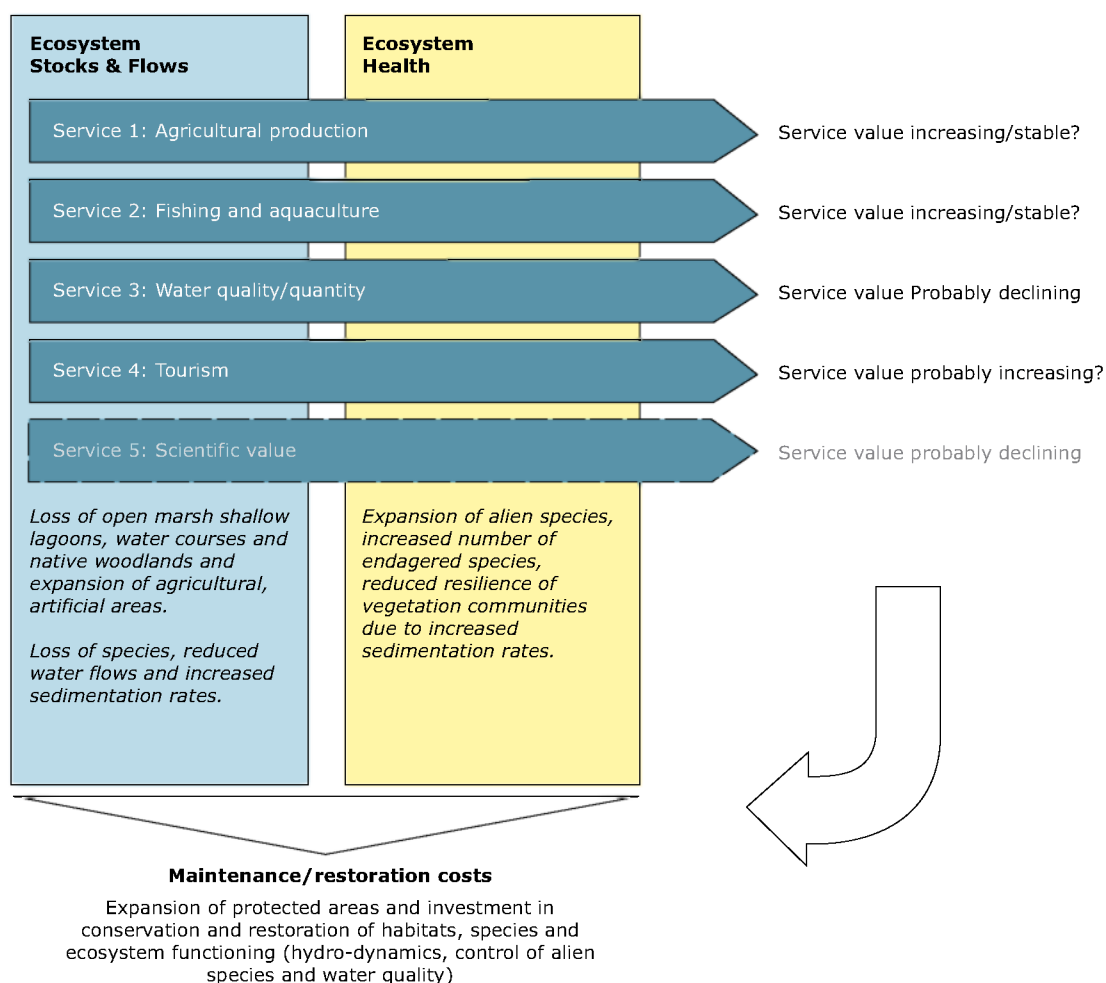 Ecosystem
Stocks & Flows
Ecosystem
Health
Service 1: Agricultural production
Service value increasing/stable?
Service 2: Fishing and aquaculture
Service value increasing/stable?
Service 3: Water quality/quantity
Service value Probably declining
Service 4: Tourism
Service value probably increasing?
Service 5: Scientific value
Service value probably declining
Loss of open marsh shallow
lagoons, water courses and
native woodlands and
expansion of agricultural,
artificial areas.
Loss of species, reduced
water flows and increased
sedimentation rates.
Expansion of alien species,
increased number of
endagered species,
reduced resilience of
vegetation communities
due to increased
sedimentation rates.
Maintenance/restoration costs
Expansion of protected areas and investment in
conservation and restoration of habitats, species and
ecosystem functioning (hydro-dynamics, control of alien
species and water quality)